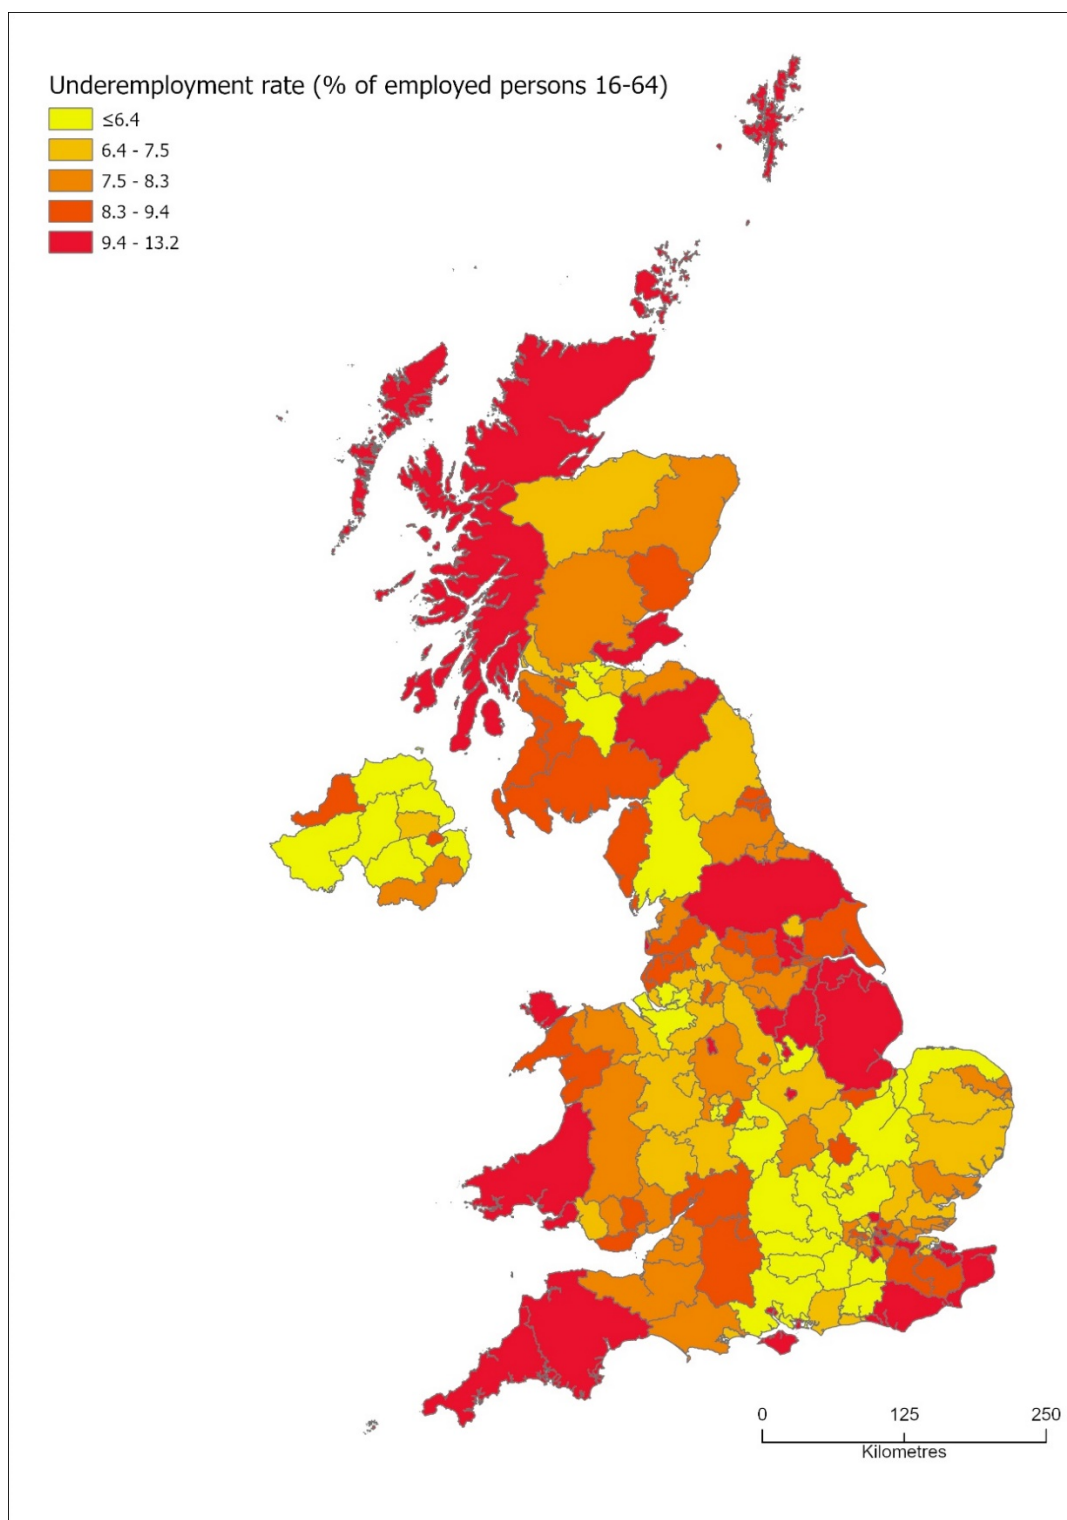 Underemployment rate (% of employed persons 16-64)
≤6.4
6.4 - 7.5
7.5 - 8.3
8.3 - 9.4
9.4 - 13.2
0 125 250
Kilometres